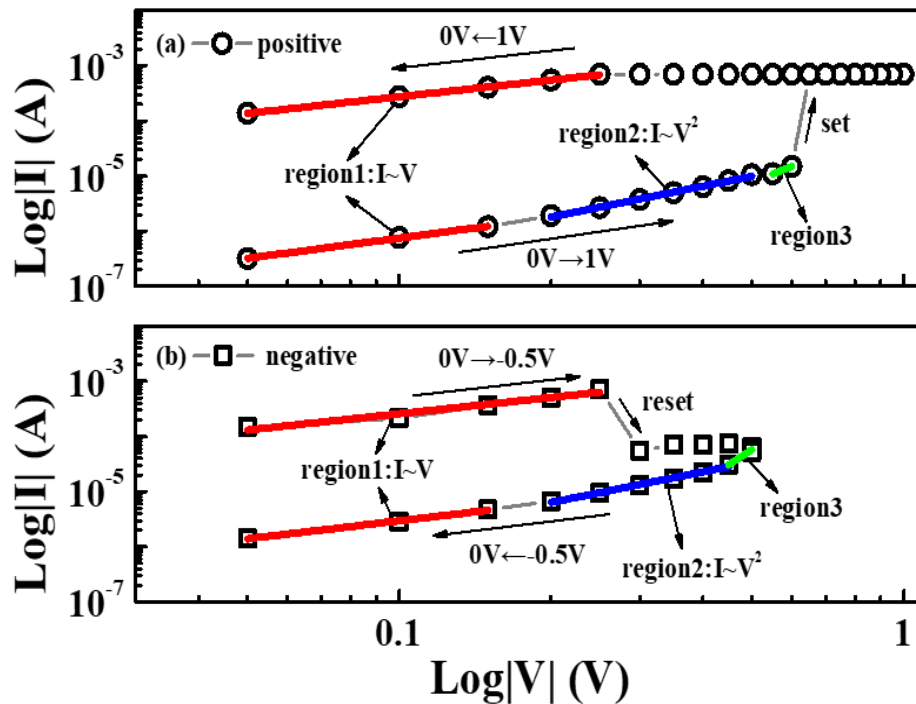 (a) positive
0V←1V
10⁻³
region2:I~V²
set
region1:I~V
10⁻⁵
region3
0V→1V
10⁻⁷
Log|I| (A)
(b) negative
0V→-0.5V
10⁻³
reset
region1:I~V
10⁻⁵
region3
0V←-0.5V
region2:I~V²
10⁻⁷
Log|I| (A)
0.1
1
Log|V| (V)